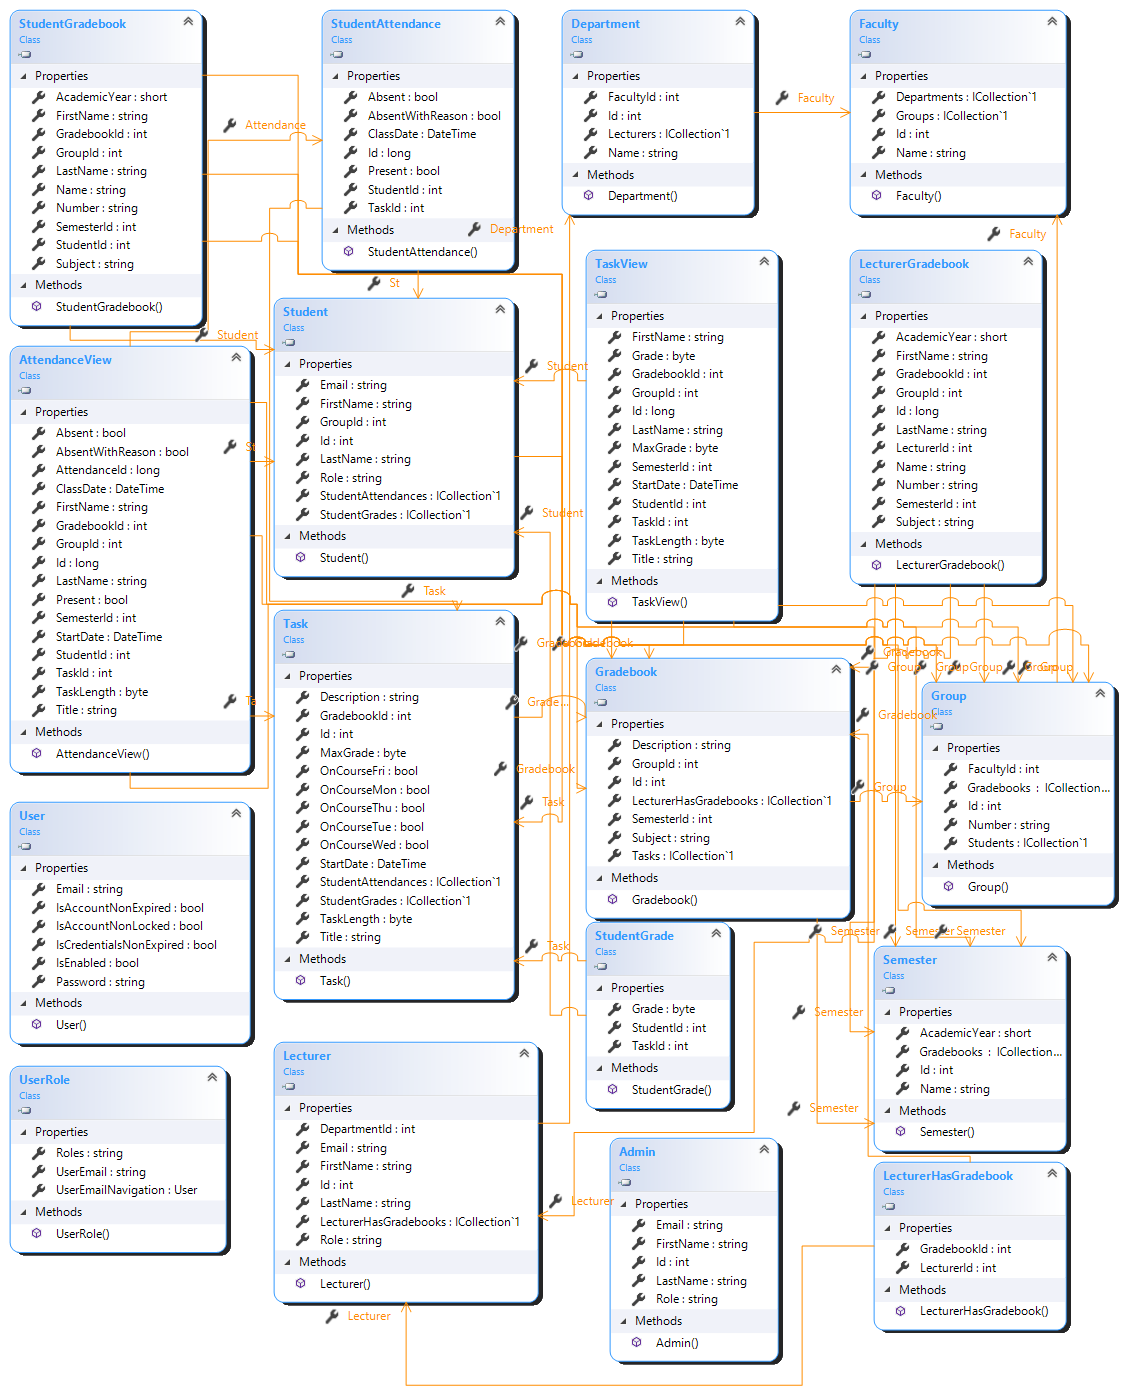 StudentGradebook
Class
Properties
AcademicYear : short
FirstName : string
GradebookId : int
GroupId : int
LastName : string
Name : string
Number : string
SemesterId : int
StudentId : int
Subject : string
Methods
StudentGradebook()
Attendance
StudentAttendance
Class
Properties
Absent : bool
AbsentWithReason : bool
ClassDate : DateTime
Id : long
Present : bool
StudentId : int
TaskId : int
Methods
StudentAttendance()
Department
Class
Properties
FacultyId : int
Id : int
Lecturers : ICollection`1
Name : string
Methods
Department()
Faculty
Faculty
Class
Properties
Departments : ICollection`1
Groups : ICollection`1
Id : int
Name : string
Methods
Faculty()
Department
Faculty
St
Student
AttendanceView
Class
Properties
Absent : bool
AbsentWithReason : bool
AttendanceId : long
ClassDate : DateTime
FirstName : string
GradebookId : int
GroupId : int
Id : long
LastName : string
Present : bool
SemesterId : int
StartDate : DateTime
StudentId : int
TaskId : int
TaskLength : byte
Title : string
Methods
AttendanceView()
St
Ta
Student
Class
Properties
Email : string
FirstName : string
GroupId : int
Id : int
LastName : string
Role : string
StudentAttendances : ICollection`1
StudentGrades : ICollection`1
Methods
Student()
Student
Student
Task
TaskView
Class
Properties
FirstName : string
Grade : byte
GradebookId : int
GroupId : int
Id : long
LastName : string
MaxGrade : byte
SemesterId : int
StartDate : DateTime
StudentId : int
TaskId : int
TaskLength : byte
Title : string
Methods
TaskView()
LecturerGradebook
Class
Properties
AcademicYear : short
FirstName : string
GradebookId : int
GroupId : int
Id : long
LastName : string
LecturerId : int
Name : string
Number : string
SemesterId : int
Subject : string
Methods
LecturerGradebook()
Task
Class
Properties
Description : string
GradebookId : int
Id : int
MaxGrade : byte
OnCourseFri : bool
OnCourseMon : bool
OnCourseThu : bool
OnCourseTue : bool
OnCourseWed : bool
StartDate : DateTime
StudentAttendances : ICollection`1
StudentGrades : ICollection`1
TaskLength : byte
Title : string
Methods
Task()
Grade...
Gradebook
Task
Task
Gradebook
Class
Properties
Description : string
GroupId : int
Id : int
LecturerHasGradebooks : ICollection`1
SemesterId : int
Subject : string
Tasks : ICollection`1
Methods
Gradebook()
Gradebook
Group
Group
Group
Group
Gradebook
Group
Group
Class
Properties
FacultyId : int
Gradebooks : ICollection...
Id : int
Number : string
Students : ICollection`1
Methods
Group()
User
Class
Properties
Email : string
IsAccountNonExpired : bool
IsAccountNonLocked : bool
IsCredentialsNonExpired : bool
IsEnabled : bool
Password : string
Methods
User()
StudentGrade
Class
Properties
Grade : byte
StudentId : int
TaskId : int
Methods
StudentGrade()
Semester
Semester
Semester
Semester
Semester
Semester
Class
Properties
AcademicYear : short
Gradebooks : ICollection...
Id : int
Name : string
Methods
Semester()
UserRole
Class
Properties
Roles : string
UserEmail : string
UserEmailNavigation : User
Methods
UserRole()
Lecturer
Class
Properties
DepartmentId : int
Email : string
FirstName : string
Id : int
LastName : string
LecturerHasGradebooks : ICollection`1
Role : string
Methods
Lecturer()
Lecturer
Lecturer
Admin
Class
Properties
Email : string
FirstName : string
Id : int
LastName : string
Role : string
Methods
Admin()
LecturerHasGradebook
Class
Properties
GradebookId : int
LecturerId : int
Methods
LecturerHasGradebook()